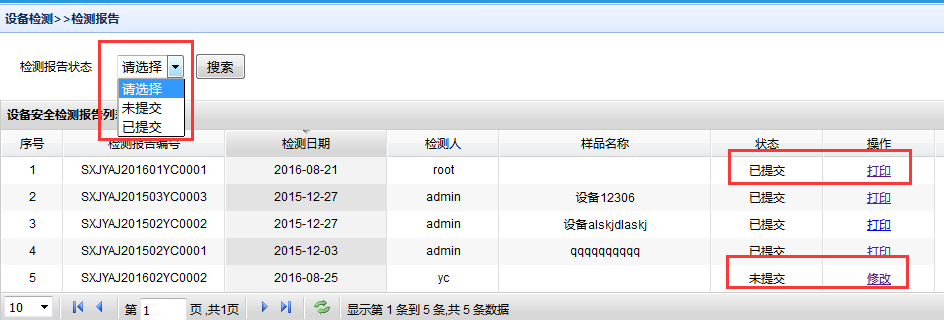 设备检测>>检测报告
检测报告状态 请选择 搜索
请选择
未提交
已提交
设备安全检测报告列
序号 检测报告编号 检测日期 检测人 样品名称 状态 操作
1 SXJYAJ201601YC0001 2016-08-21 root 已提交 打印
2 SXJYAJ201503YC0003 2015-12-27 admin 设备12306 已提交 打印
3 SXJYAJ201502YC0002 2015-12-27 admin 设备alskjdlaskj 已提交 打印
4 SXJYAJ201502YC0001 2015-12-03 admin qqqqqqqqqq 已提交 打印
5 SXJYAJ201602YC0002 2016-08-25 yc 未提交 修改
10 第 1 页 ,共1页 显示第 1 条到 5 条,共 5 条数据